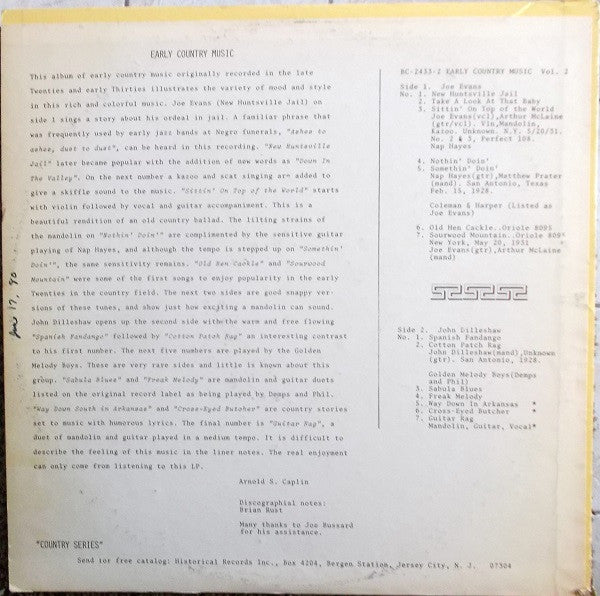 EARLY COUNTRY MUSIC
This album of early country music originally recorded in the late
Twenties and early Thirties illustrates the variety of mood and style
in this rich and colorful music. Joe Evans (New Huntsville Jail) on
side 1 sings a story about his ordeal in jail. A familiar phrase that
was frequently used by early jazz bands at Negro funerals, "Ashes to
ashes, dust to dust", can be heard in this recording. "New Huntsville
Jail" later became popular with the addition of new words as "Down In
The Valley". On the next number a kazoo and scat singing are added to
give a skiffle sound to the music. "Sittin' On Top of the World" starts
with violin followed by vocal and guitar accompaniment. This is a
beautiful rendition of an old country ballad. The lilting strains of
the mandolin on "Nothin' Doin'" are complimented by the sensitive guitar
playing of Nap Hayes, and although the tempo is stepped up on "Somethin'
Doin'", the same sensitivity remains. "Old Hen Cackle" and "Sourwood
Mountain" were some of the first songs to enjoy popularity in the early
Twenties in the country field. The next two sides are good snappy ver-
sions of these tunes, and show just how exciting a mandolin can sound.
John Dilleshaw opens up the second side with the warm and free flowing
"Spanish Fandango" followed by "Cotton Patch Rag" an interesting contrast
to his first number. The next five numbers are played by the Golden
Melody Boys. These are very rare sides and little is known about this
group. "Sabula Blues" and "Freak Melody" are mandolin and guitar duets
listed on the original record label as being played by Demps and Phil.
"Way Down South in Arkansas" and "Cross-Eyed Butcher" are country stories
set to music with humorous lyrics. The final number is "Guitar Rag", a
duet of mandolin and guitar played in a medium tempo. It is difficult to
describe the feeling of this music in the liner notes. The real enjoyment
can only come from listening to this LP.
Arnold S. Caplin
Discographial notes:
Brian Rust
Many thanks to Joe Bussard
for his assistance.
"COUNTRY SERIES"
Send for free catalog: Historical Records Inc., Box 4204, Bergen Station, Jersey City, N. J. 07304
BC-2433-2 EARLY COUNTRY MUSIC Vol. 2
Side 1. Joe Evans
No. 1. New Huntsville Jail
2. Take A Look At That Baby
3. Sittin' On Top of the World
Joe Evans(vcl),Arthur McLaine
(gtr/vcl). Vln,Mandolin,
Kazoo. Unknown. N.Y. 5/20/31.
No. 2 & 3, Perfect 108.
Nap Hayes
4. Nothin' Doin'
5. Somethin' Doin'
Nap Hayes(gtr),Matthew Prater
(mand). San Antonio, Texas
Feb. 15, 1928.
Coleman & Harper (Listed as
Joe Evans)
6. Old Hen Cackle..Oriole 8095
7. Sourwood Mountain..Oriole 809
New York, May 20, 1931
Joe Evans(gtr),Arthur McLaine
(mand)
Side 2. John Dilleshaw
No. 1. Spanish Fandango
2. Cotton Patch Rag
John Dilleshaw(mand),Unknown
(gtr). San Antonio, 1928.
Golden Melody Boys(Demps
and Phil)
3. Sabula Blues
4. Freak Melody
5. Way Down In Arkansas *
6. Cross-Eyed Butcher *
7. Guitar Rag
Mandolin, Guitar, Vocal*